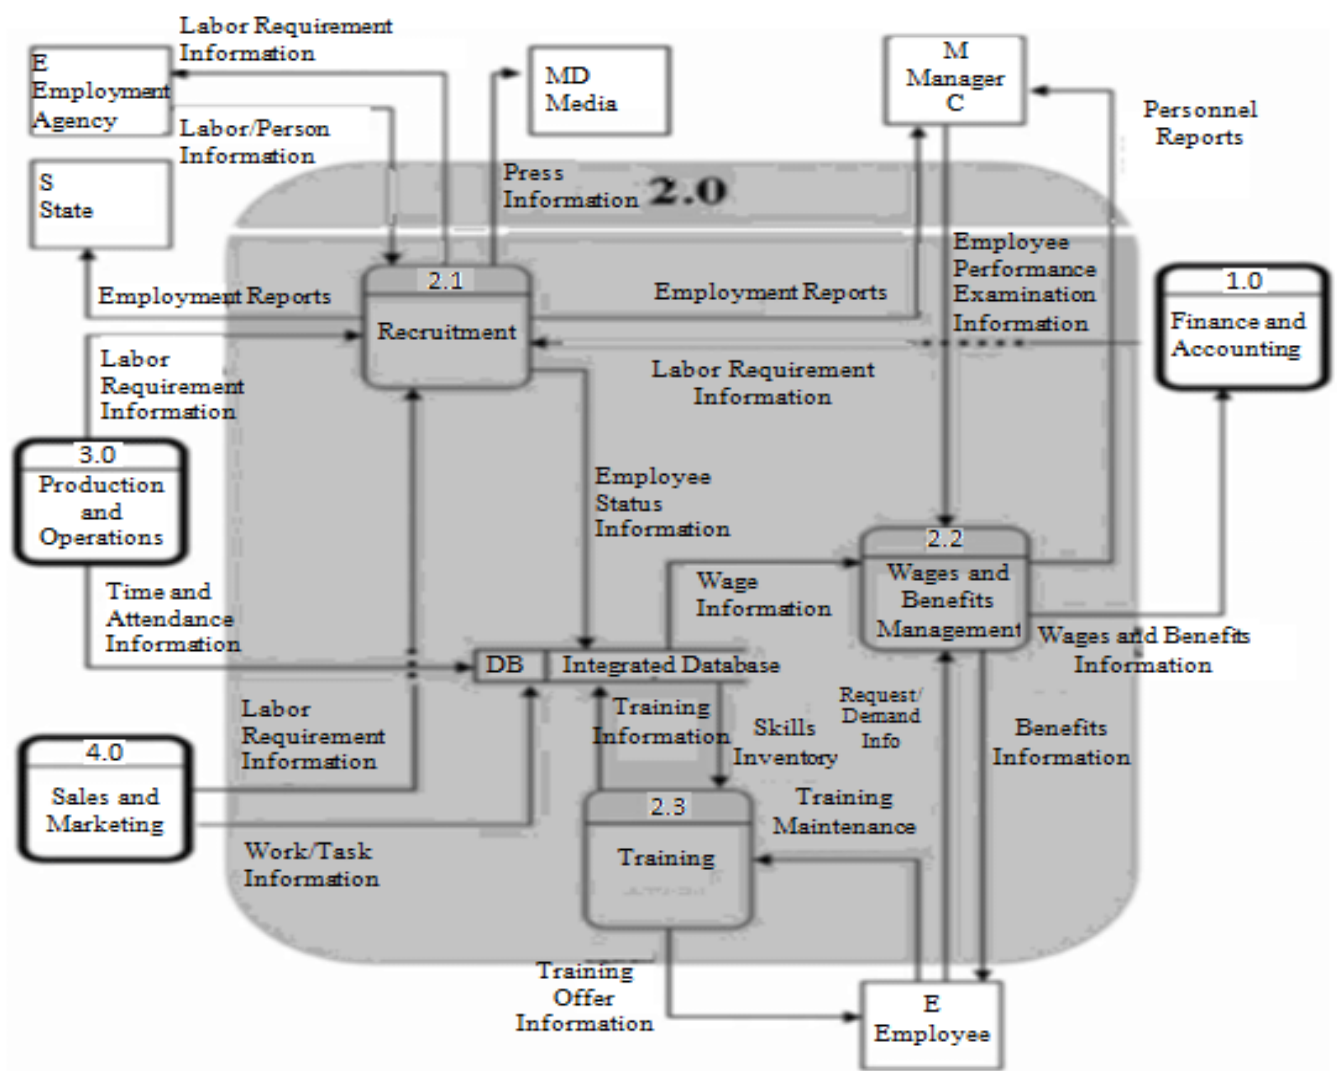 Labor Requirement
Information
E
Employment
Agency
Labor/Person
Information
MD
Media
M
Manager
C
Personnel
Reports
S
State
Press
Information
2.0
Employment Reports
2.1
Recruitment
Employment Reports
Employee
Performance
Examination
Information
1.0
Finance and
Accounting
Labor
Requirement
Information
Labor Requirement
Information
3.0
Production
and
Operations
Employee
Status
Information
2.2
Wages and
Benefits
Management
Wage
Information
Time and
Attendance
Information
Wages and Benefits
Information
DB
Integrated Database
Labor
Requirement
Information
Training
Information
Skills
Inventory
Request/
Demand
Info
Benefits
Information
4.0
Sales and
Marketing
2.3
Training
Training
Maintenance
Work/Task
Information
Training
Offer
Information
E
Employee